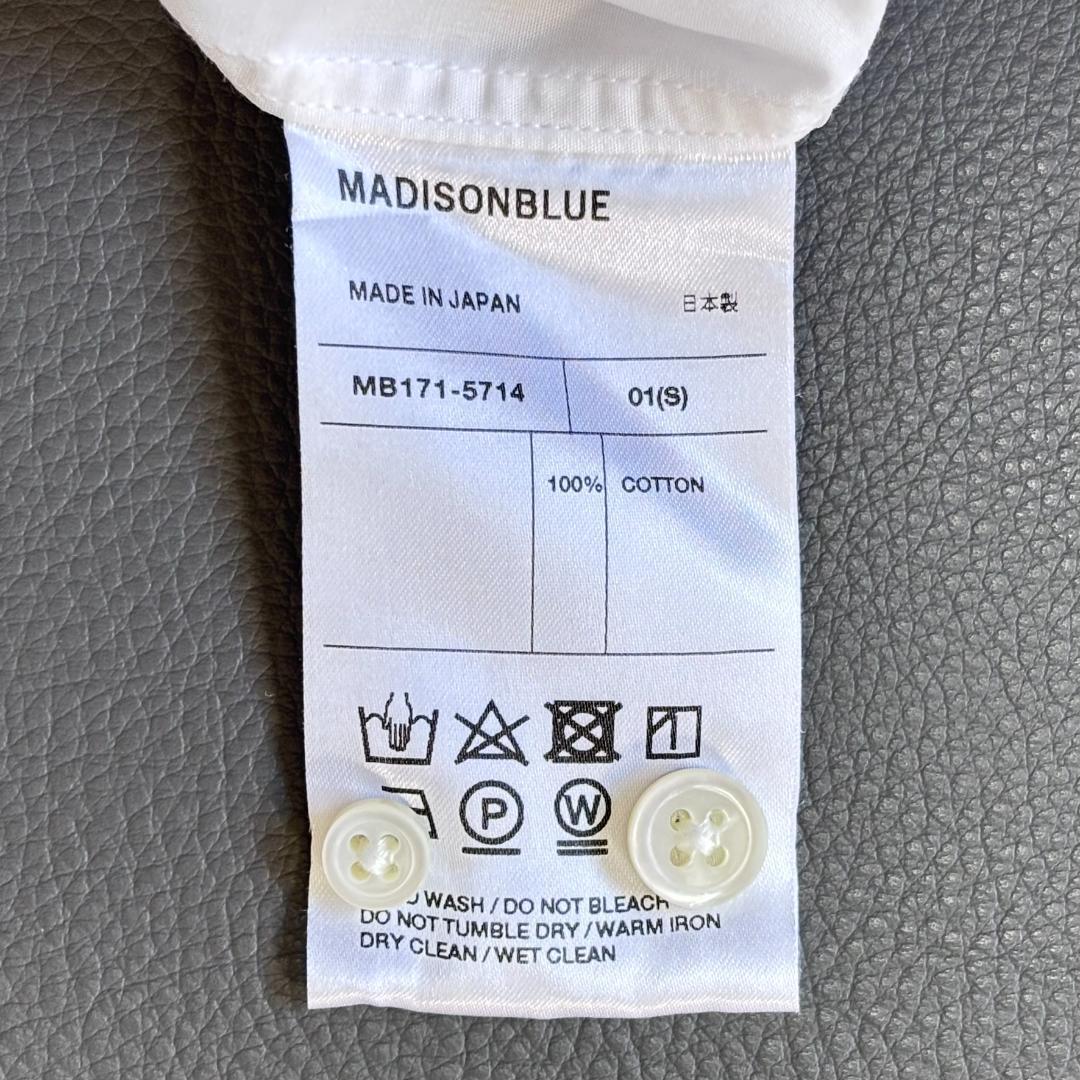 MADISONBLUE
MADE IN JAPAN 日本製
MB171-5714 01(S)
100% COTTON
P W
WASH / DO NOT BLEACH
DO NOT TUMBLE DRY / WARM IRON
DRY CLEAN / WET CLEAN